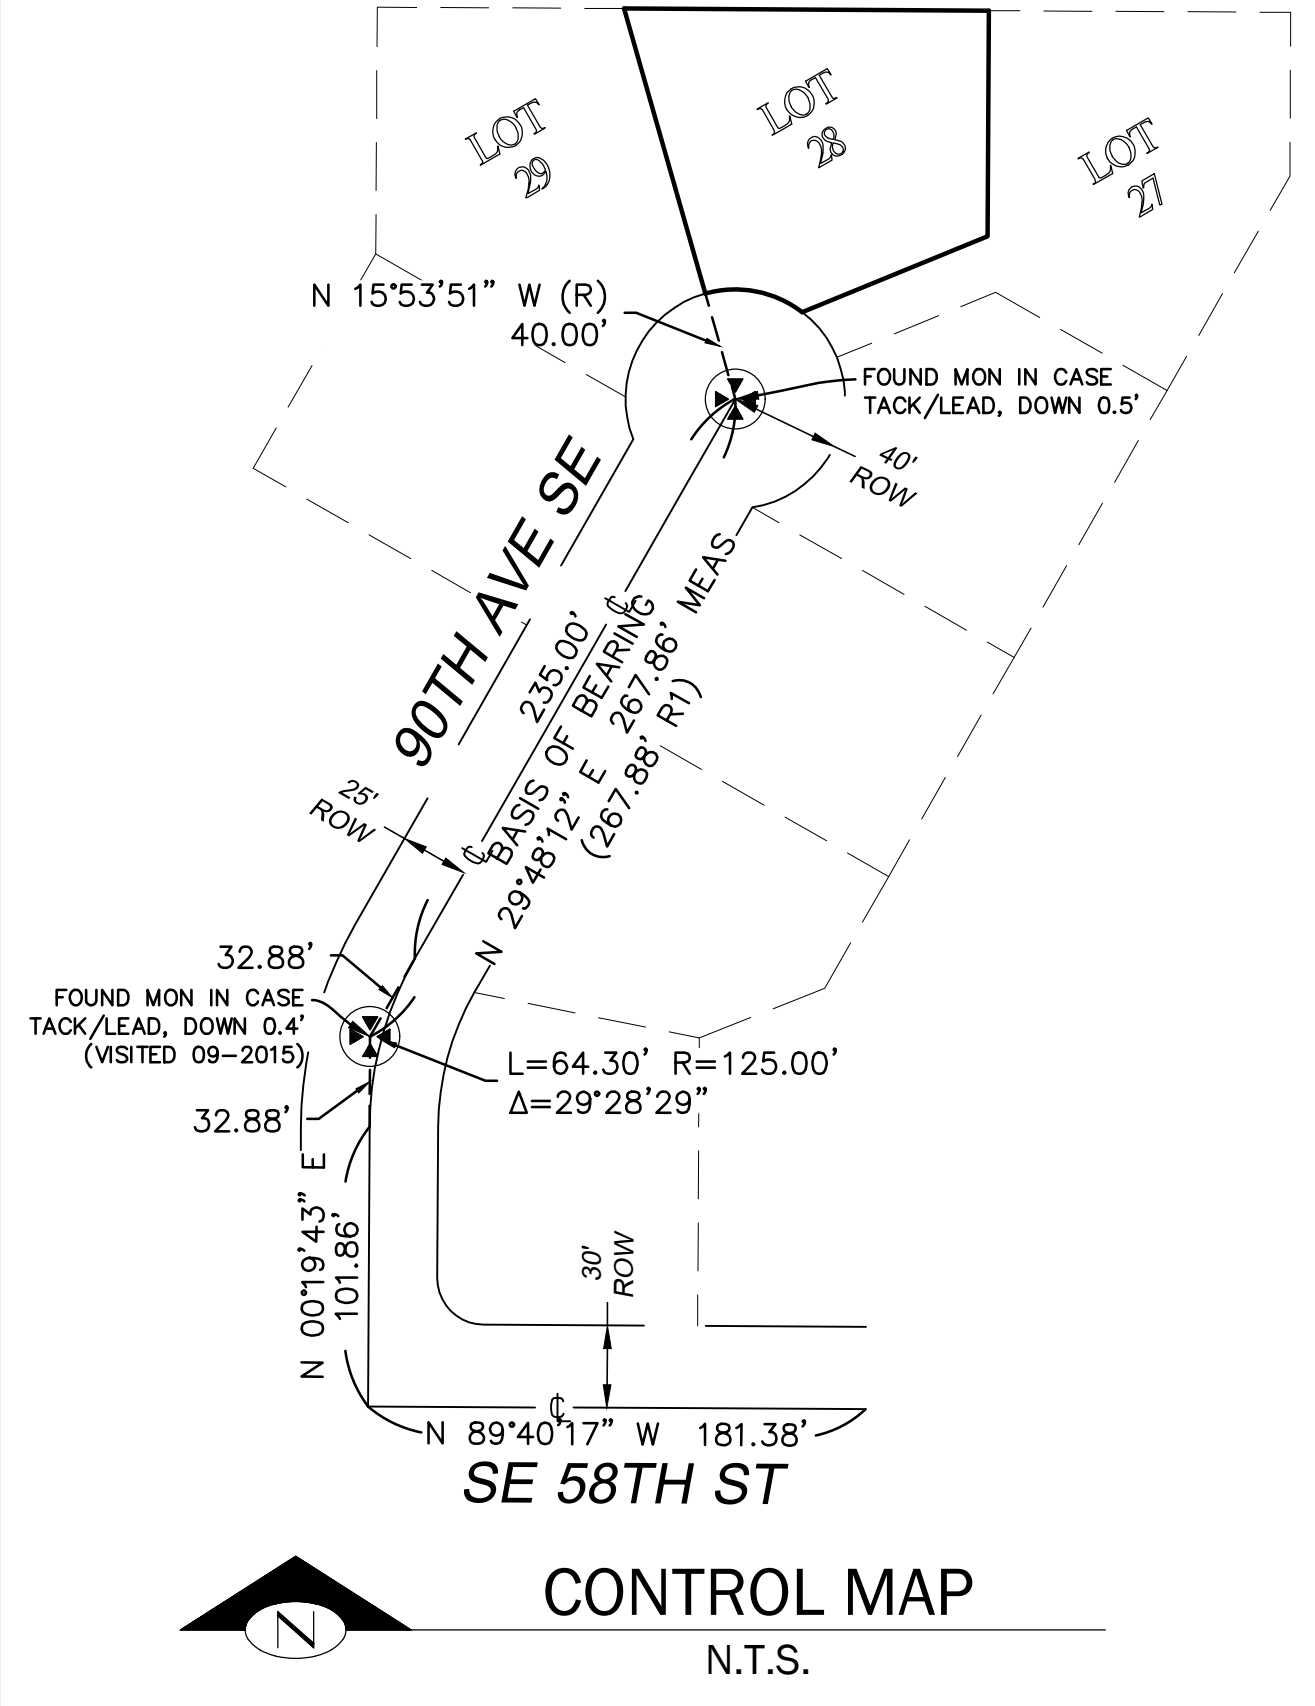 LOT
29
LOT
28
LOT
27
N 15°53'51" W (R)
40.00'
FOUND MON IN CASE
TACK/LEAD, DOWN 0.5'
40'
ROW
90TH AVE SE
235.00'
℄
BASIS OF BEARING
N 29°48'12" E 267.86' MEAS
(267.88' R1)
℄
25'
ROW
32.88'
FOUND MON IN CASE
TACK/LEAD, DOWN 0.4'
(VISITED 09-2015)
L=64.30' R=125.00'
Δ=29°28'29"
32.88'
N 00°19'43" E
101.86'
30'
ROW
℄
N 89°40'17" W 181.38'
SE 58TH ST
N
CONTROL MAP
N.T.S.